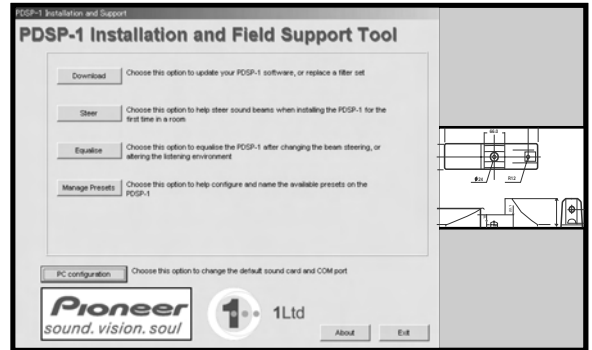 PDSP-1 Installation and Support
PDSP-1 Installation and Field Support Tool
Download
Choose this option to update your PDSP-1 software, or replace a filter set
Steer
Choose this option to help steer sound beams when installing the PDSP-1 for the
first time in a room
Equalise
Choose this option to equalise the PDSP-1 after changing the beam steering, or
altering the listening environment
Manage Presets
Choose this option to help configure and name the available presets on the
PDSP-1
PC configuration
Choose this option to change the default sound card and COM port
Pioneer
sound. vision. soul
1
1Ltd
About
Exit
R12